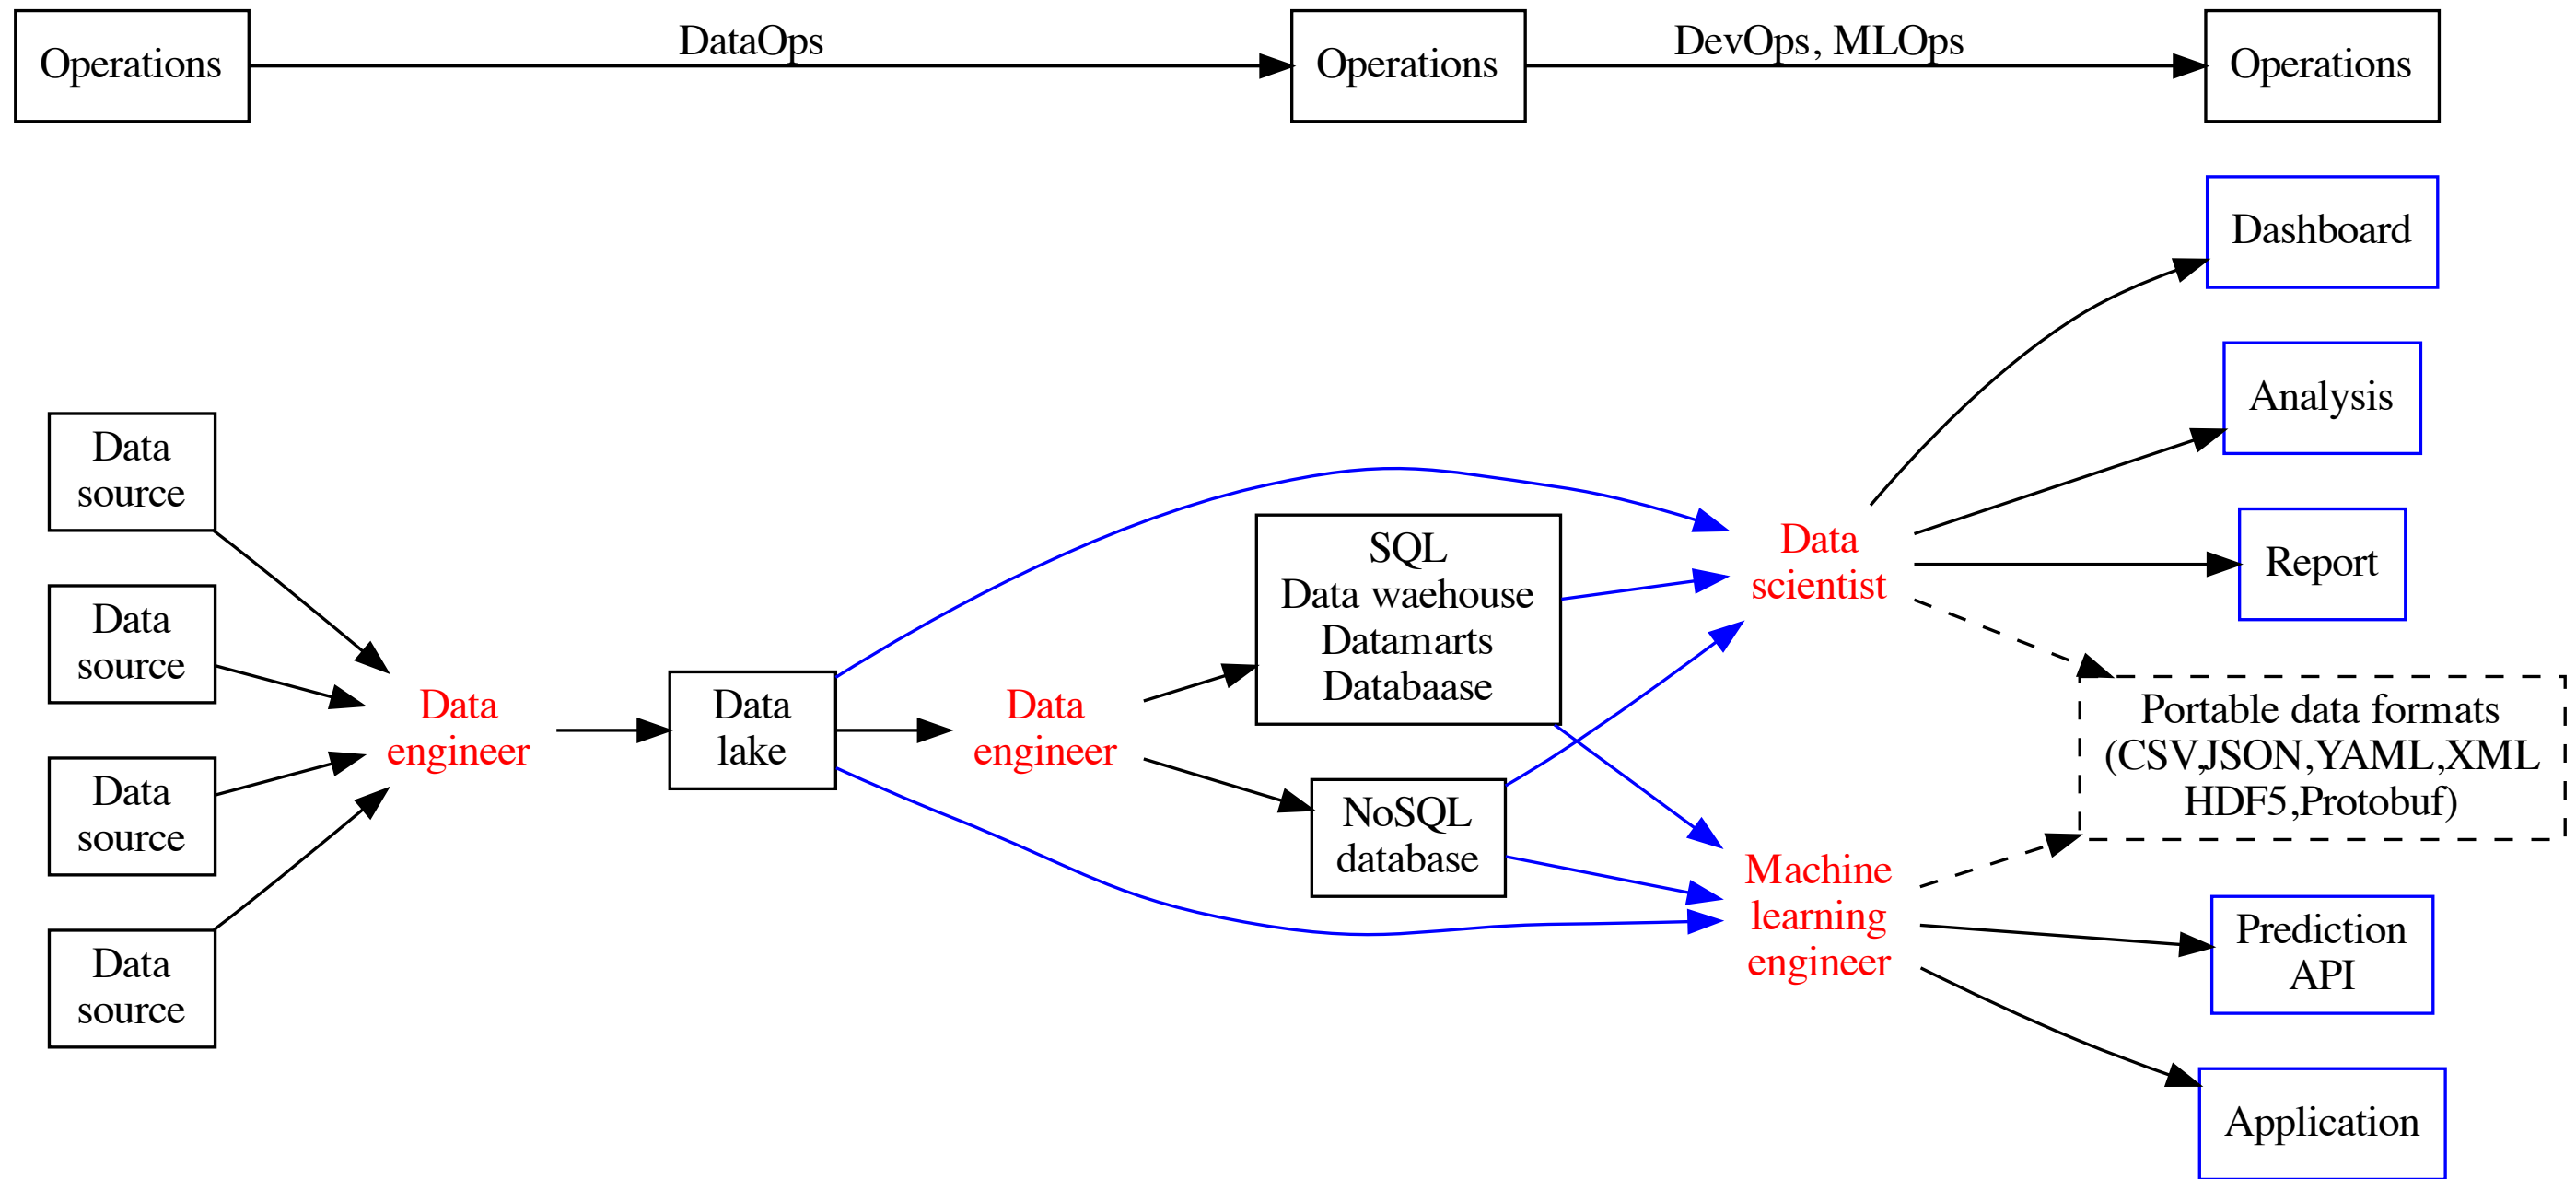 Operations
DataOps
Operations
DevOps, MLOps
Operations
Data
source
Data
source
Data
source
Data
source
Data
engineer
Data
lake
Data
engineer
SQL
Data waehouse
Datamarts
Databaase
NoSQL
database
Data
scientist
Machine
learning
engineer
Dashboard
Analysis
Report
Portable data formats
(CSV,JSON,YAML,XML
HDF5,Protobuf)
Prediction
API
Application